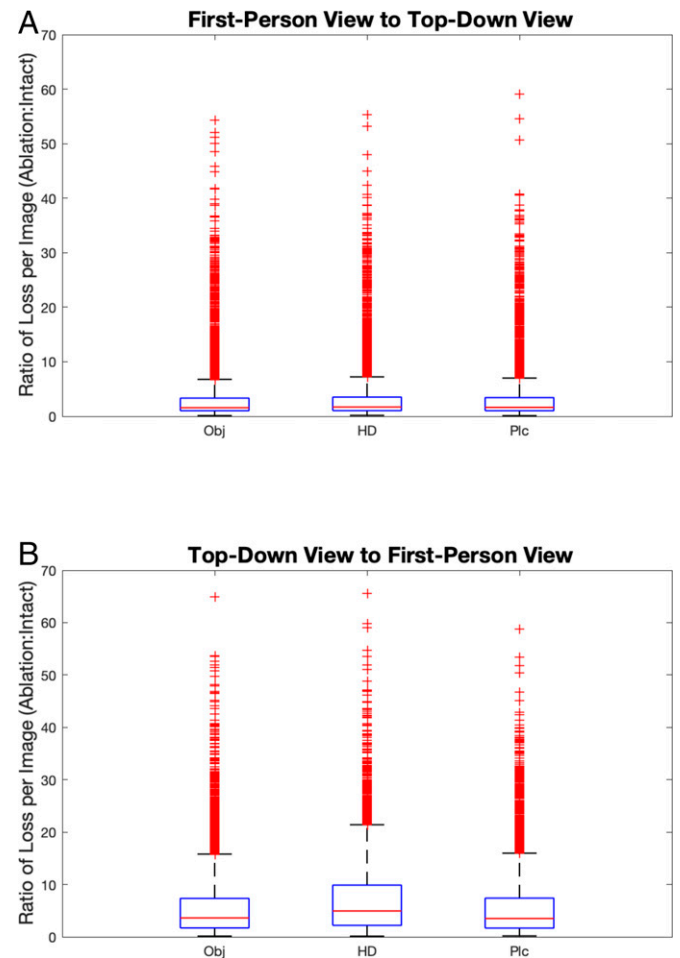 A
First-Person View to Top-Down View
Ratio of Loss per Image (Ablation:Intact)
70
60
50
40
30
20
10
0
Obj HD Plc
B
Top-Down View to First-Person View
Ratio of Loss per Image (Ablation:Intact)
70
60
50
40
30
20
10
0
Obj HD Plc